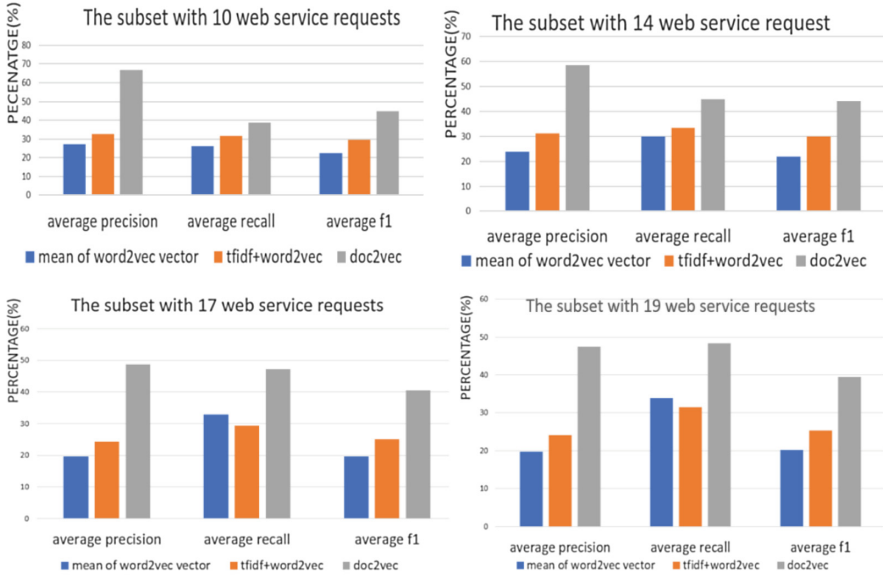 The subset with 10 web service requests
PECENATGE(%)
80
70
60
50
40
30
20
10
0
average precision average recall average f1
mean of word2vec vector tfidf+word2vec doc2vec
The subset with 14 web service request
PERCENTAGE(%)
70
60
50
40
30
20
10
0
average precision average recall average f1
mean of word2vec vector tfidf+word2vec doc2vec
The subset with 17 web service requests
PERCENTAGE(%)
60
50
40
30
20
10
0
average precision average recall average f1
mean of word2vec vector tfidf+word2vec doc2vec
The subset with 19 web service requests
PERCENTAGE(%)
60
50
40
30
20
10
0
average precision average recall average f1
mean of word2vec vector tfidf+word2vec doc2vec